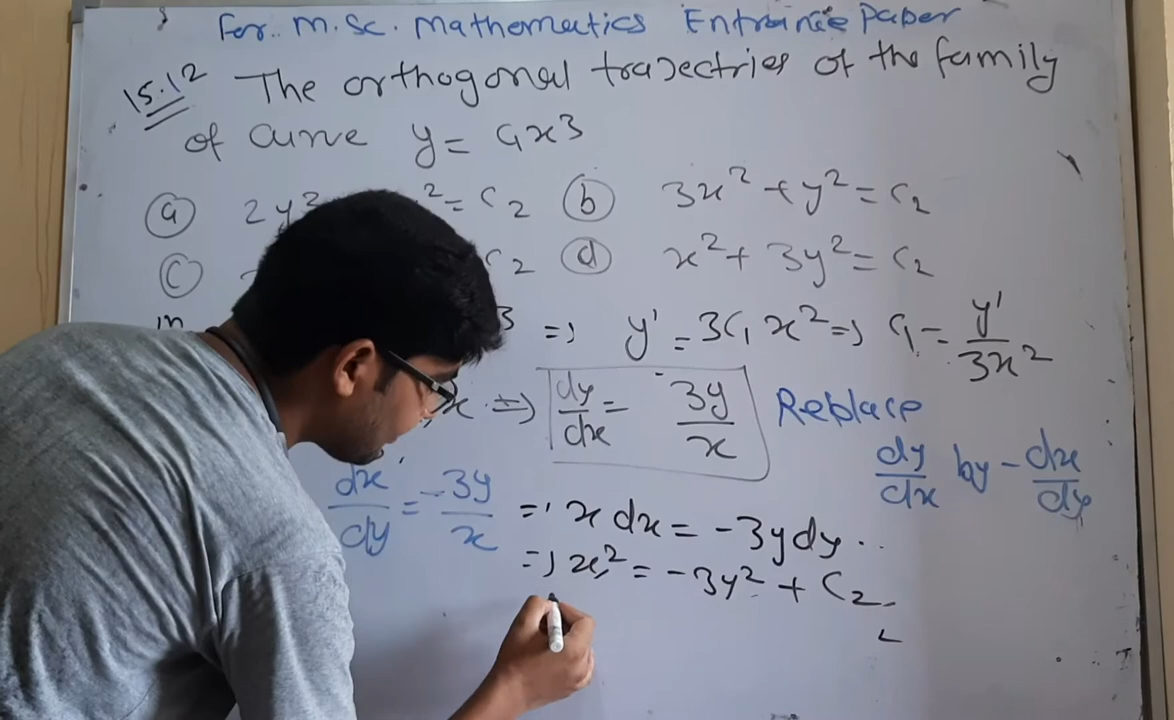 For M.Sc. Mathematics Entrance Paper
15.12 The orthogonal trajectries of the family
of curve y = C₁x³
(a) 2y² ² = C₂ (b) 3x² + y² = C₂
(c) C₂ (d) x² + 3y² = C₂
3 => y' = 3C₁x² => C₁ = y'/3x²
x => dy/dx = 3y/x Replace
dy/dx by -dx/dy
dx/dy = -3y/x => x dx = -3y dy
=> x² = -3y² + C₂